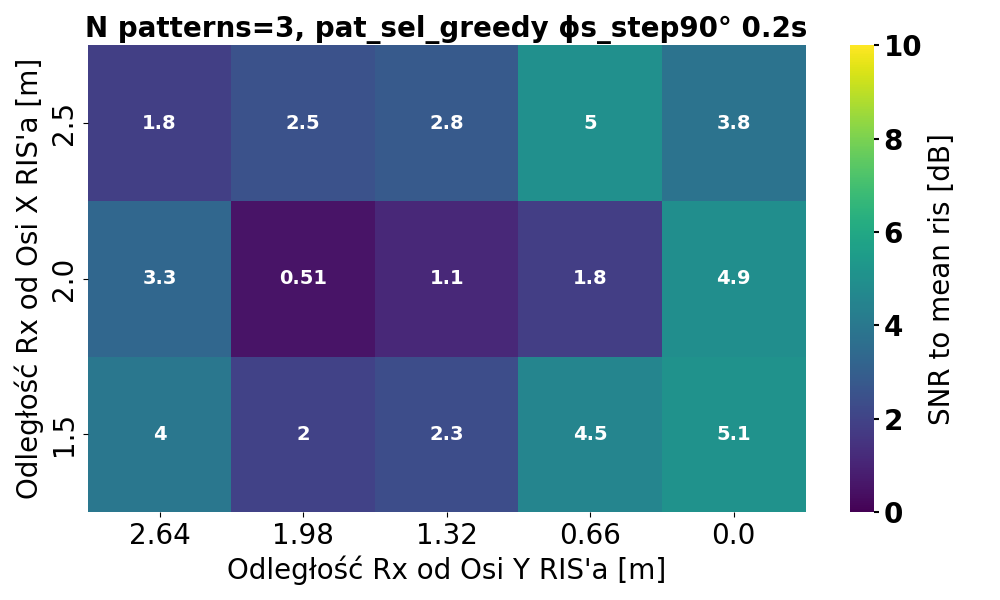 N patterns=3, pat_sel_greedy ϕs_step90° 0.2s
Odległość Rx od Osi X RIS'a [m]
2.5
2.0
1.5
1.8 2.5 2.8 5 3.8
3.3 0.51 1.1 1.8 4.9
4 2 2.3 4.5 5.1
2.64 1.98 1.32 0.66 0.0
Odległość Rx od Osi Y RIS'a [m]
10
8
6
4
2
0
SNR to mean ris [dB]